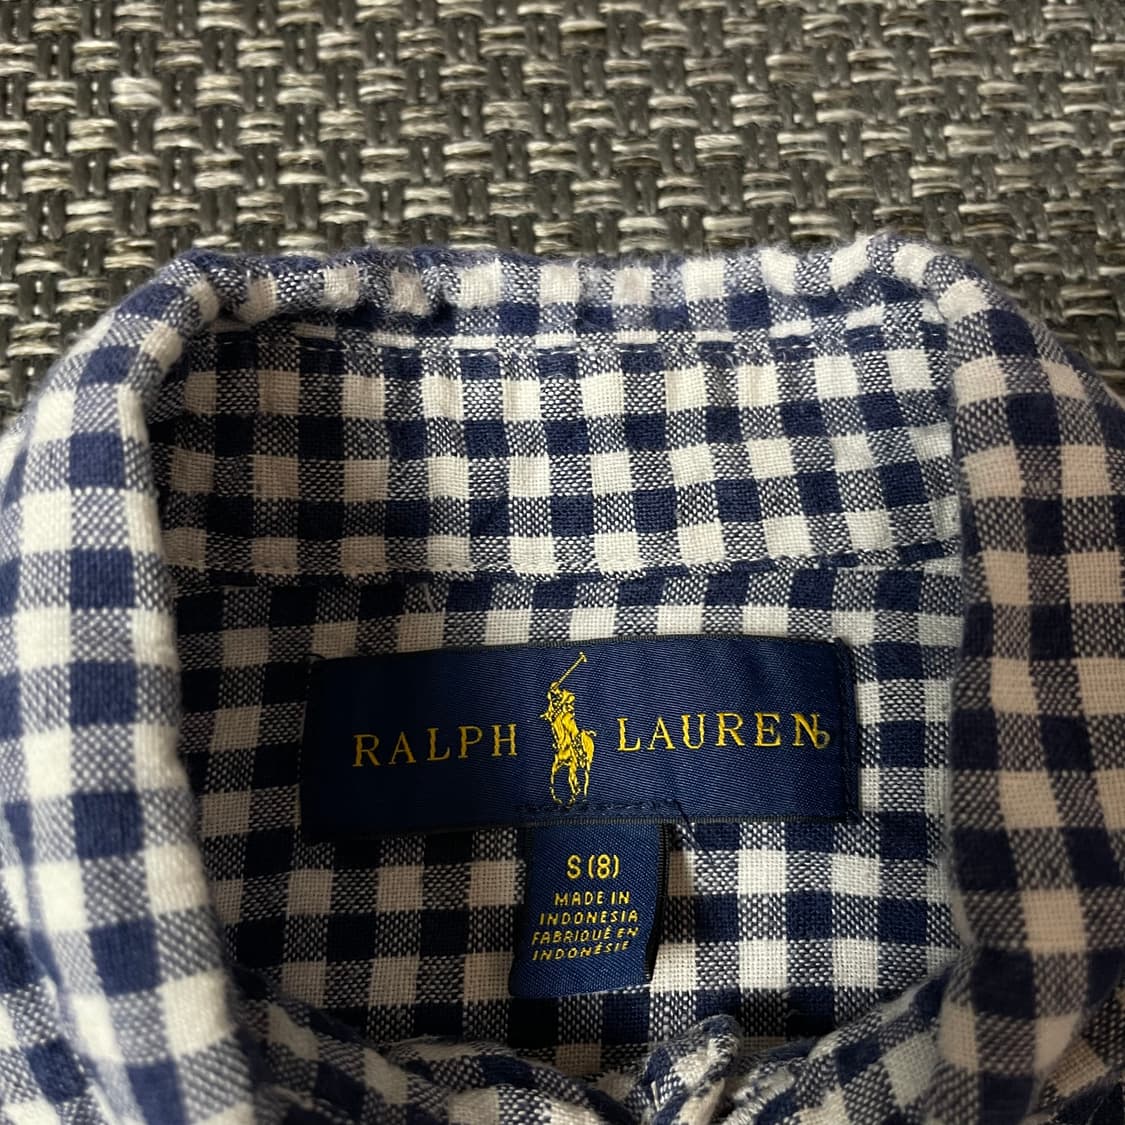 RALPH LAUREN
S (8)
MADE IN
INDONESIA
FABRIQUÉ EN
INDONÉSIE